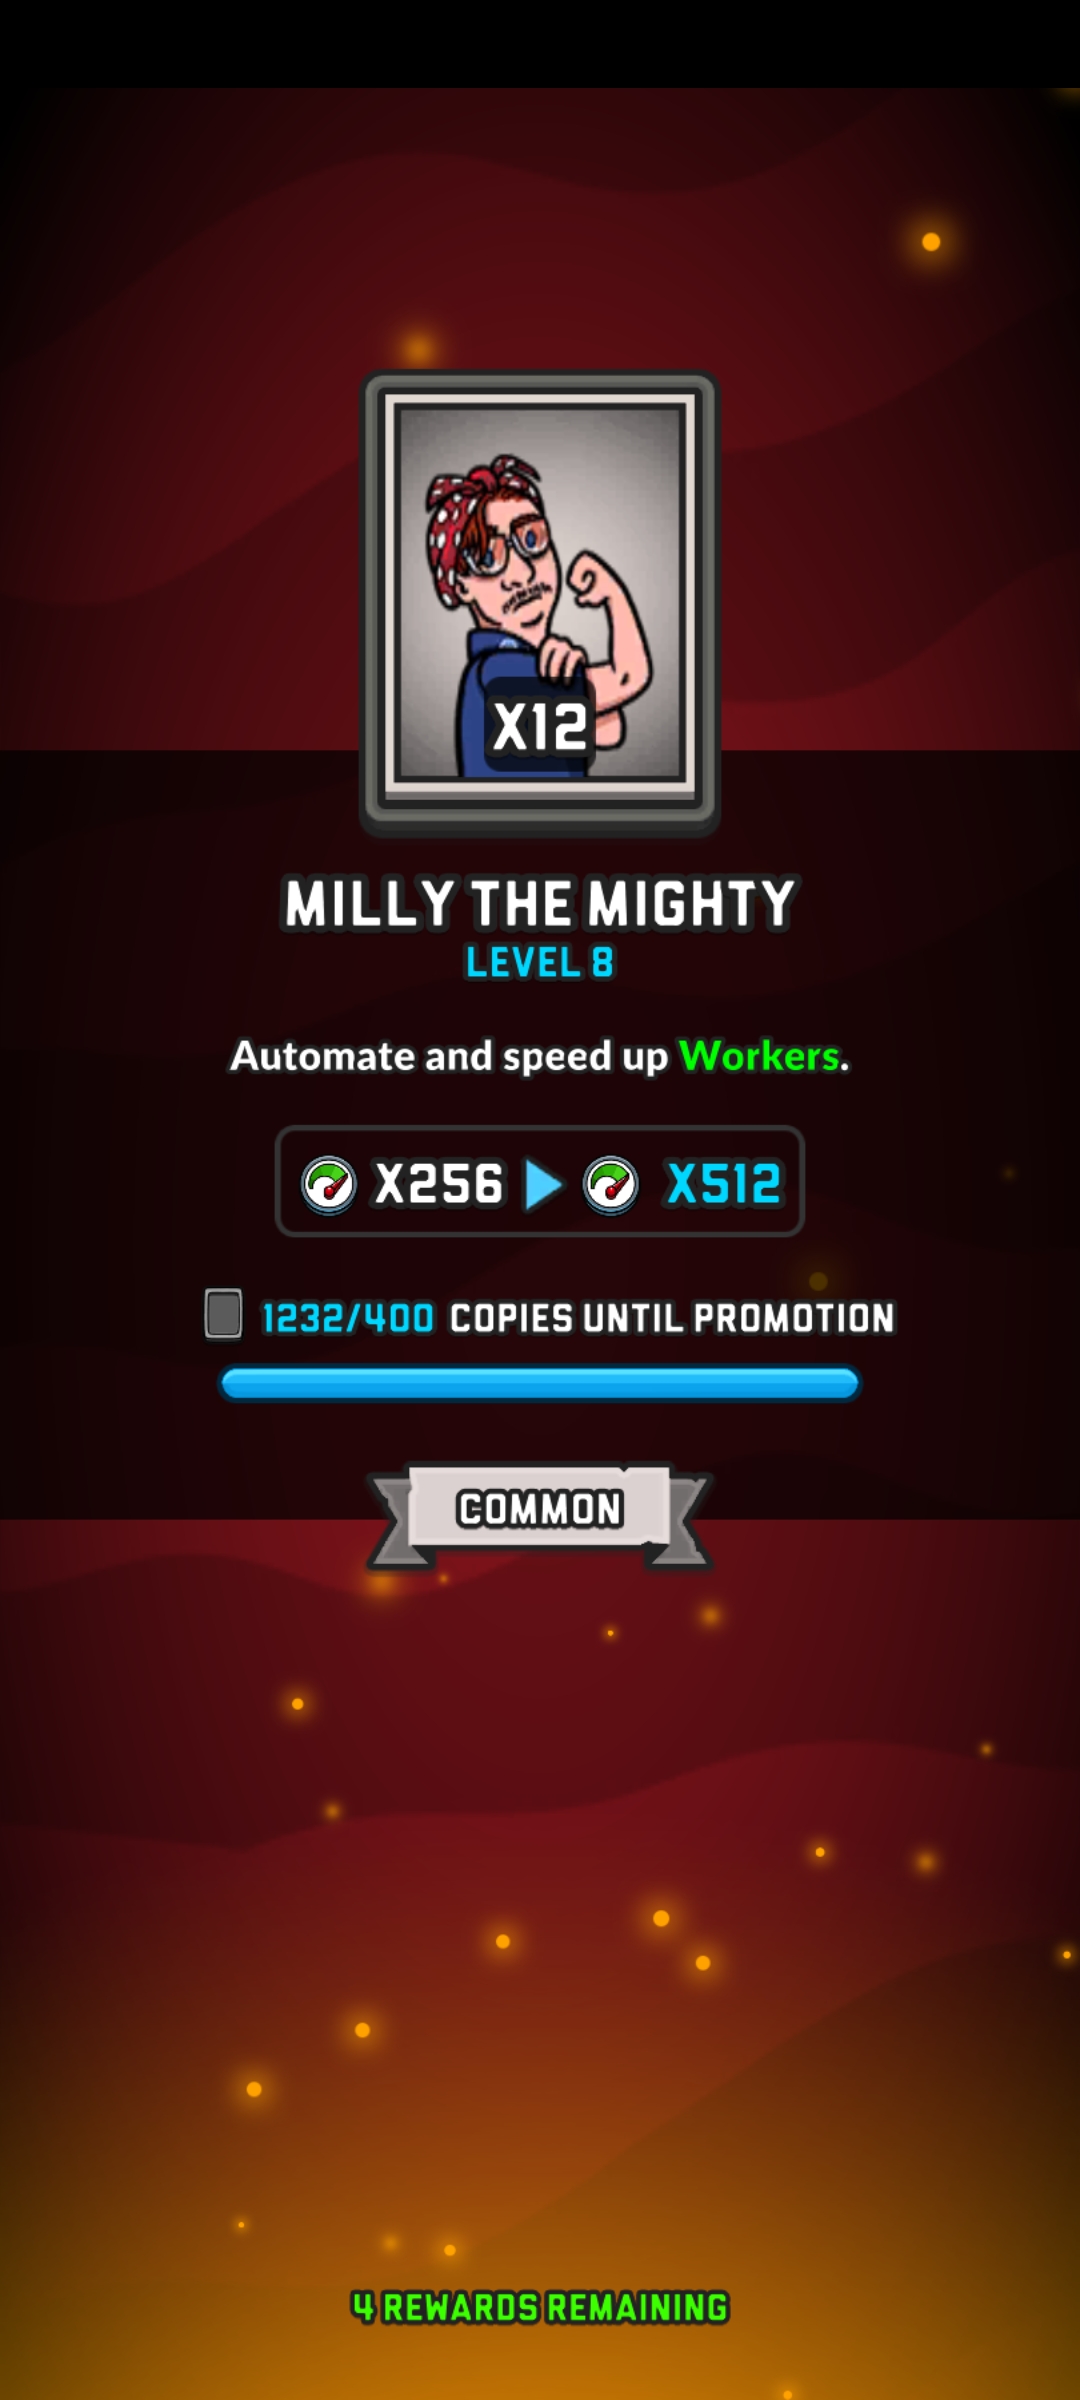 X12
MILLY THE MIGHTY
LEVEL 8
Automate and speed up Workers.
X256 X512
1232/400 COPIES UNTIL PROMOTION
COMMON
4 REWARDS REMAINING